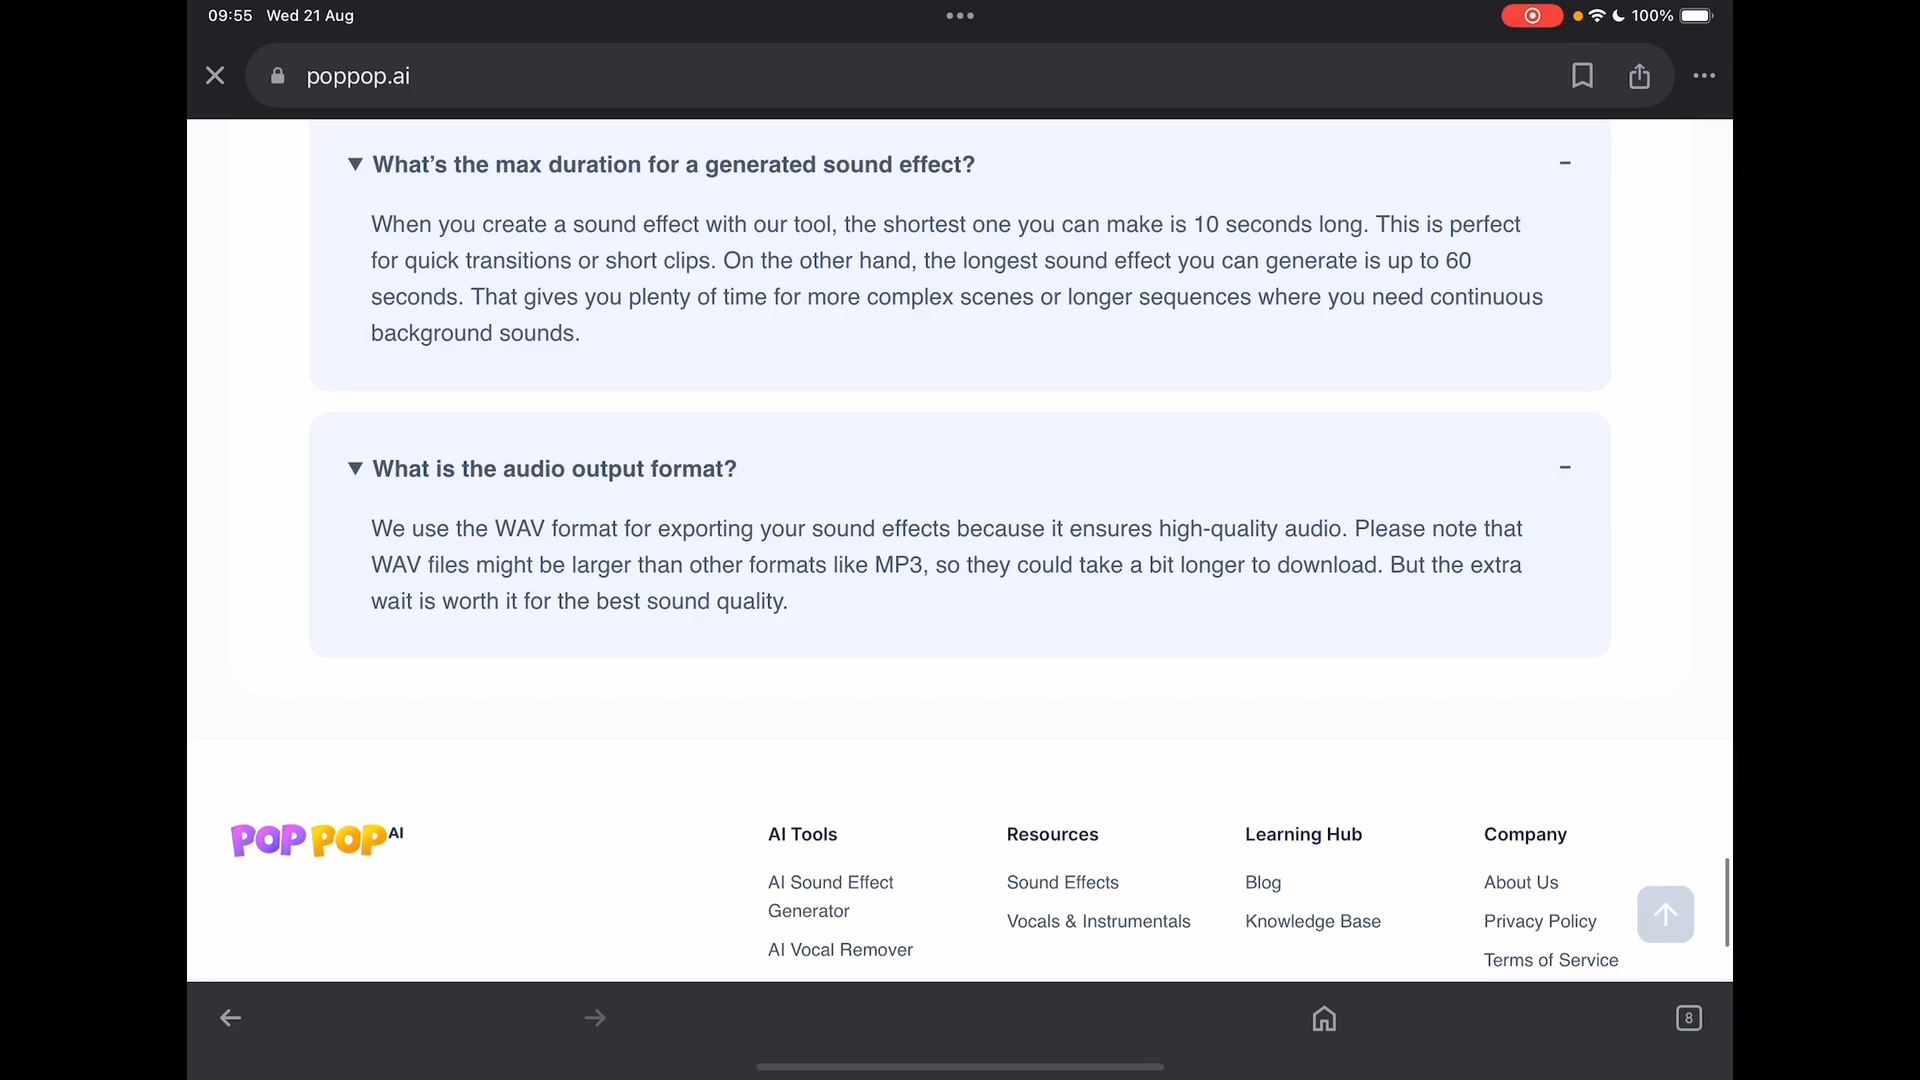 09:55 Wed 21 Aug
100%
poppop.ai
What’s the max duration for a generated sound effect?
When you create a sound effect with our tool, the shortest one you can make is 10 seconds long. This is perfect
for quick transitions or short clips. On the other hand, the longest sound effect you can generate is up to 60
seconds. That gives you plenty of time for more complex scenes or longer sequences where you need continuous
background sounds.
What is the audio output format?
We use the WAV format for exporting your sound effects because it ensures high-quality audio. Please note that
WAV files might be larger than other formats like MP3, so they could take a bit longer to download. But the extra
wait is worth it for the best sound quality.
POP POP AI
AI Tools
AI Sound Effect
Generator
AI Vocal Remover
Resources
Sound Effects
Vocals & Instrumentals
Learning Hub
Blog
Knowledge Base
Company
About Us
Privacy Policy
Terms of Service
8